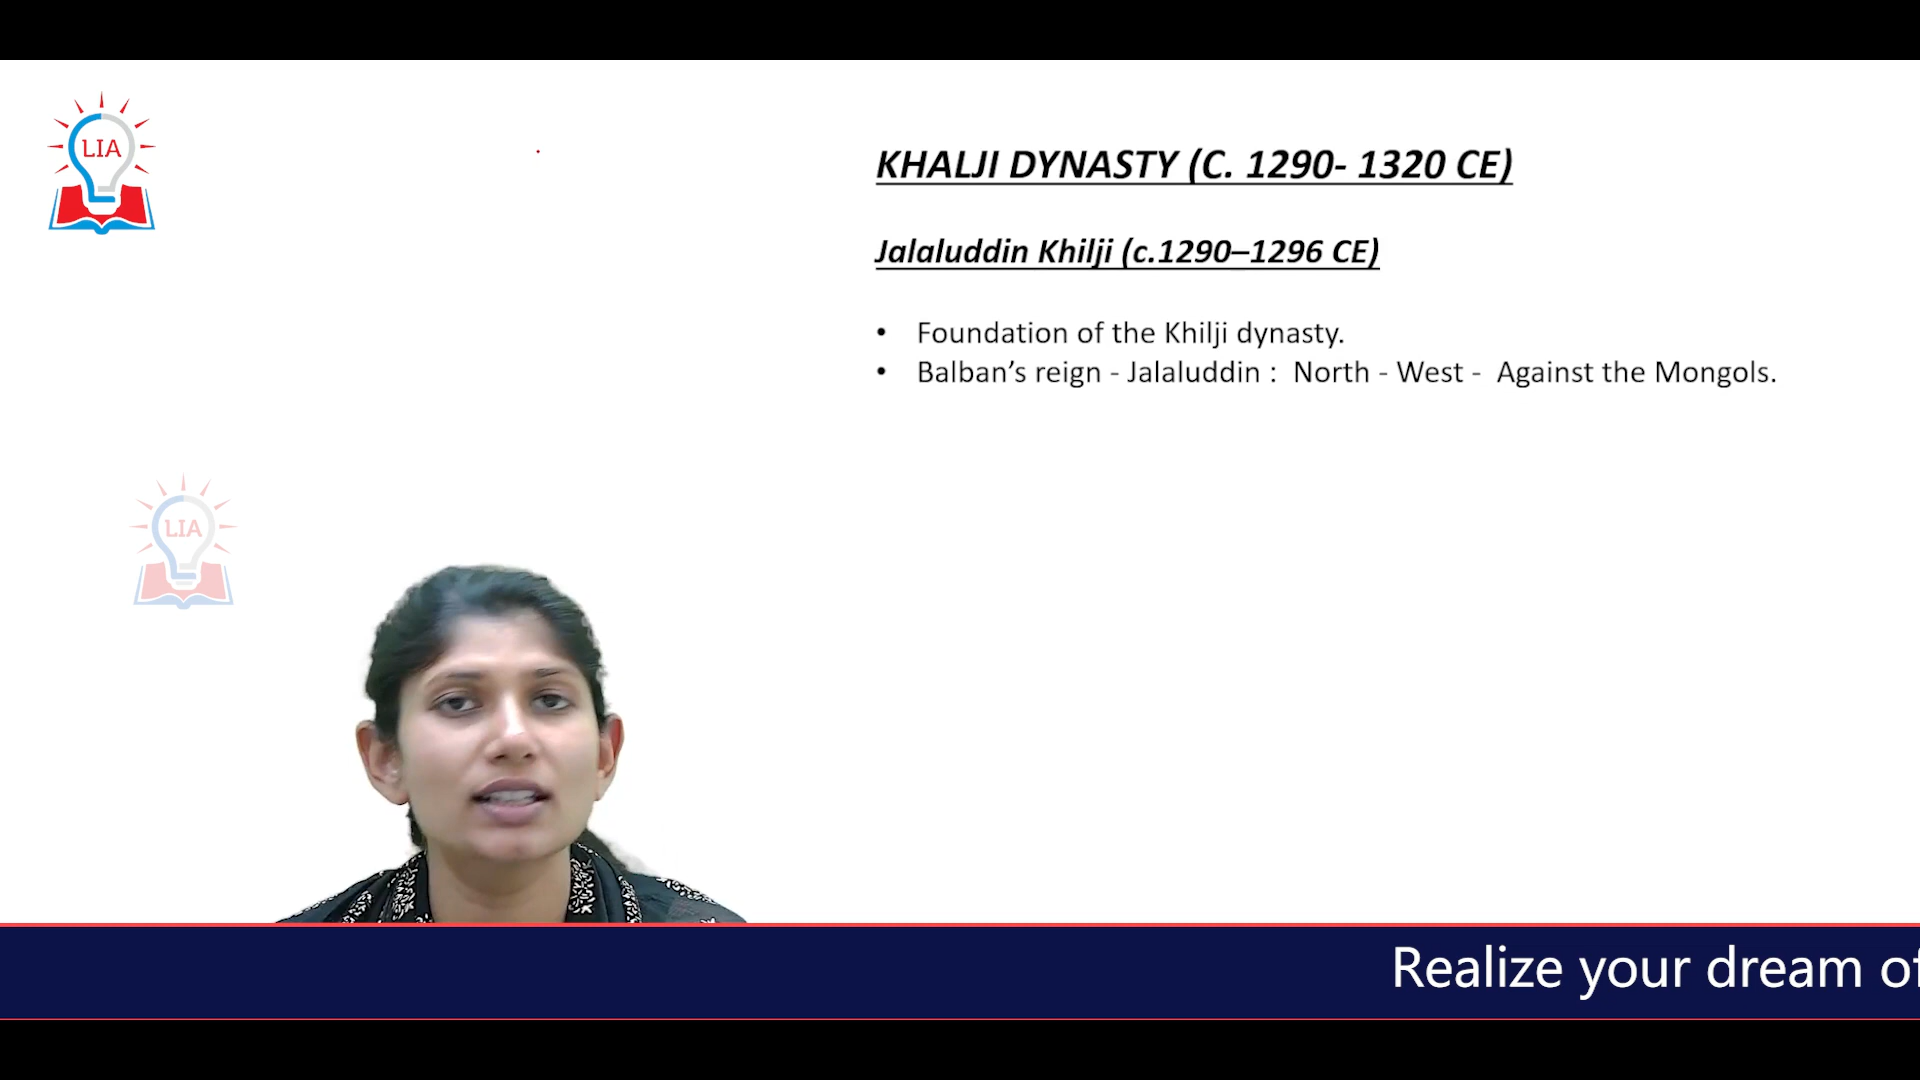 LIA
KHALJI DYNASTY (C. 1290- 1320 CE)
Jalaluddin Khilji (c.1290–1296 CE)
• Foundation of the Khilji dynasty.
• Balban’s reign - Jalaluddin : North - West - Against the Mongols.
LIA
Realize your dream of